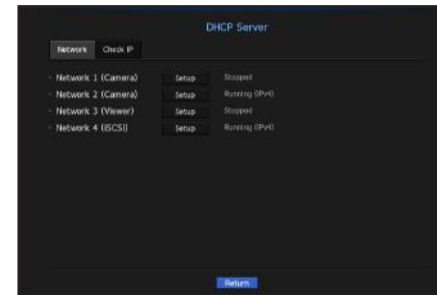 DHCP Server
Network Check IP
- Network 1 (Camera) Setup Stopped
- Network 2 (Camera) Setup Running (IPv4)
- Network 3 (Viewer) Setup Stopped
- Network 4 (iSCSI) Setup Running (IPv4)
Return